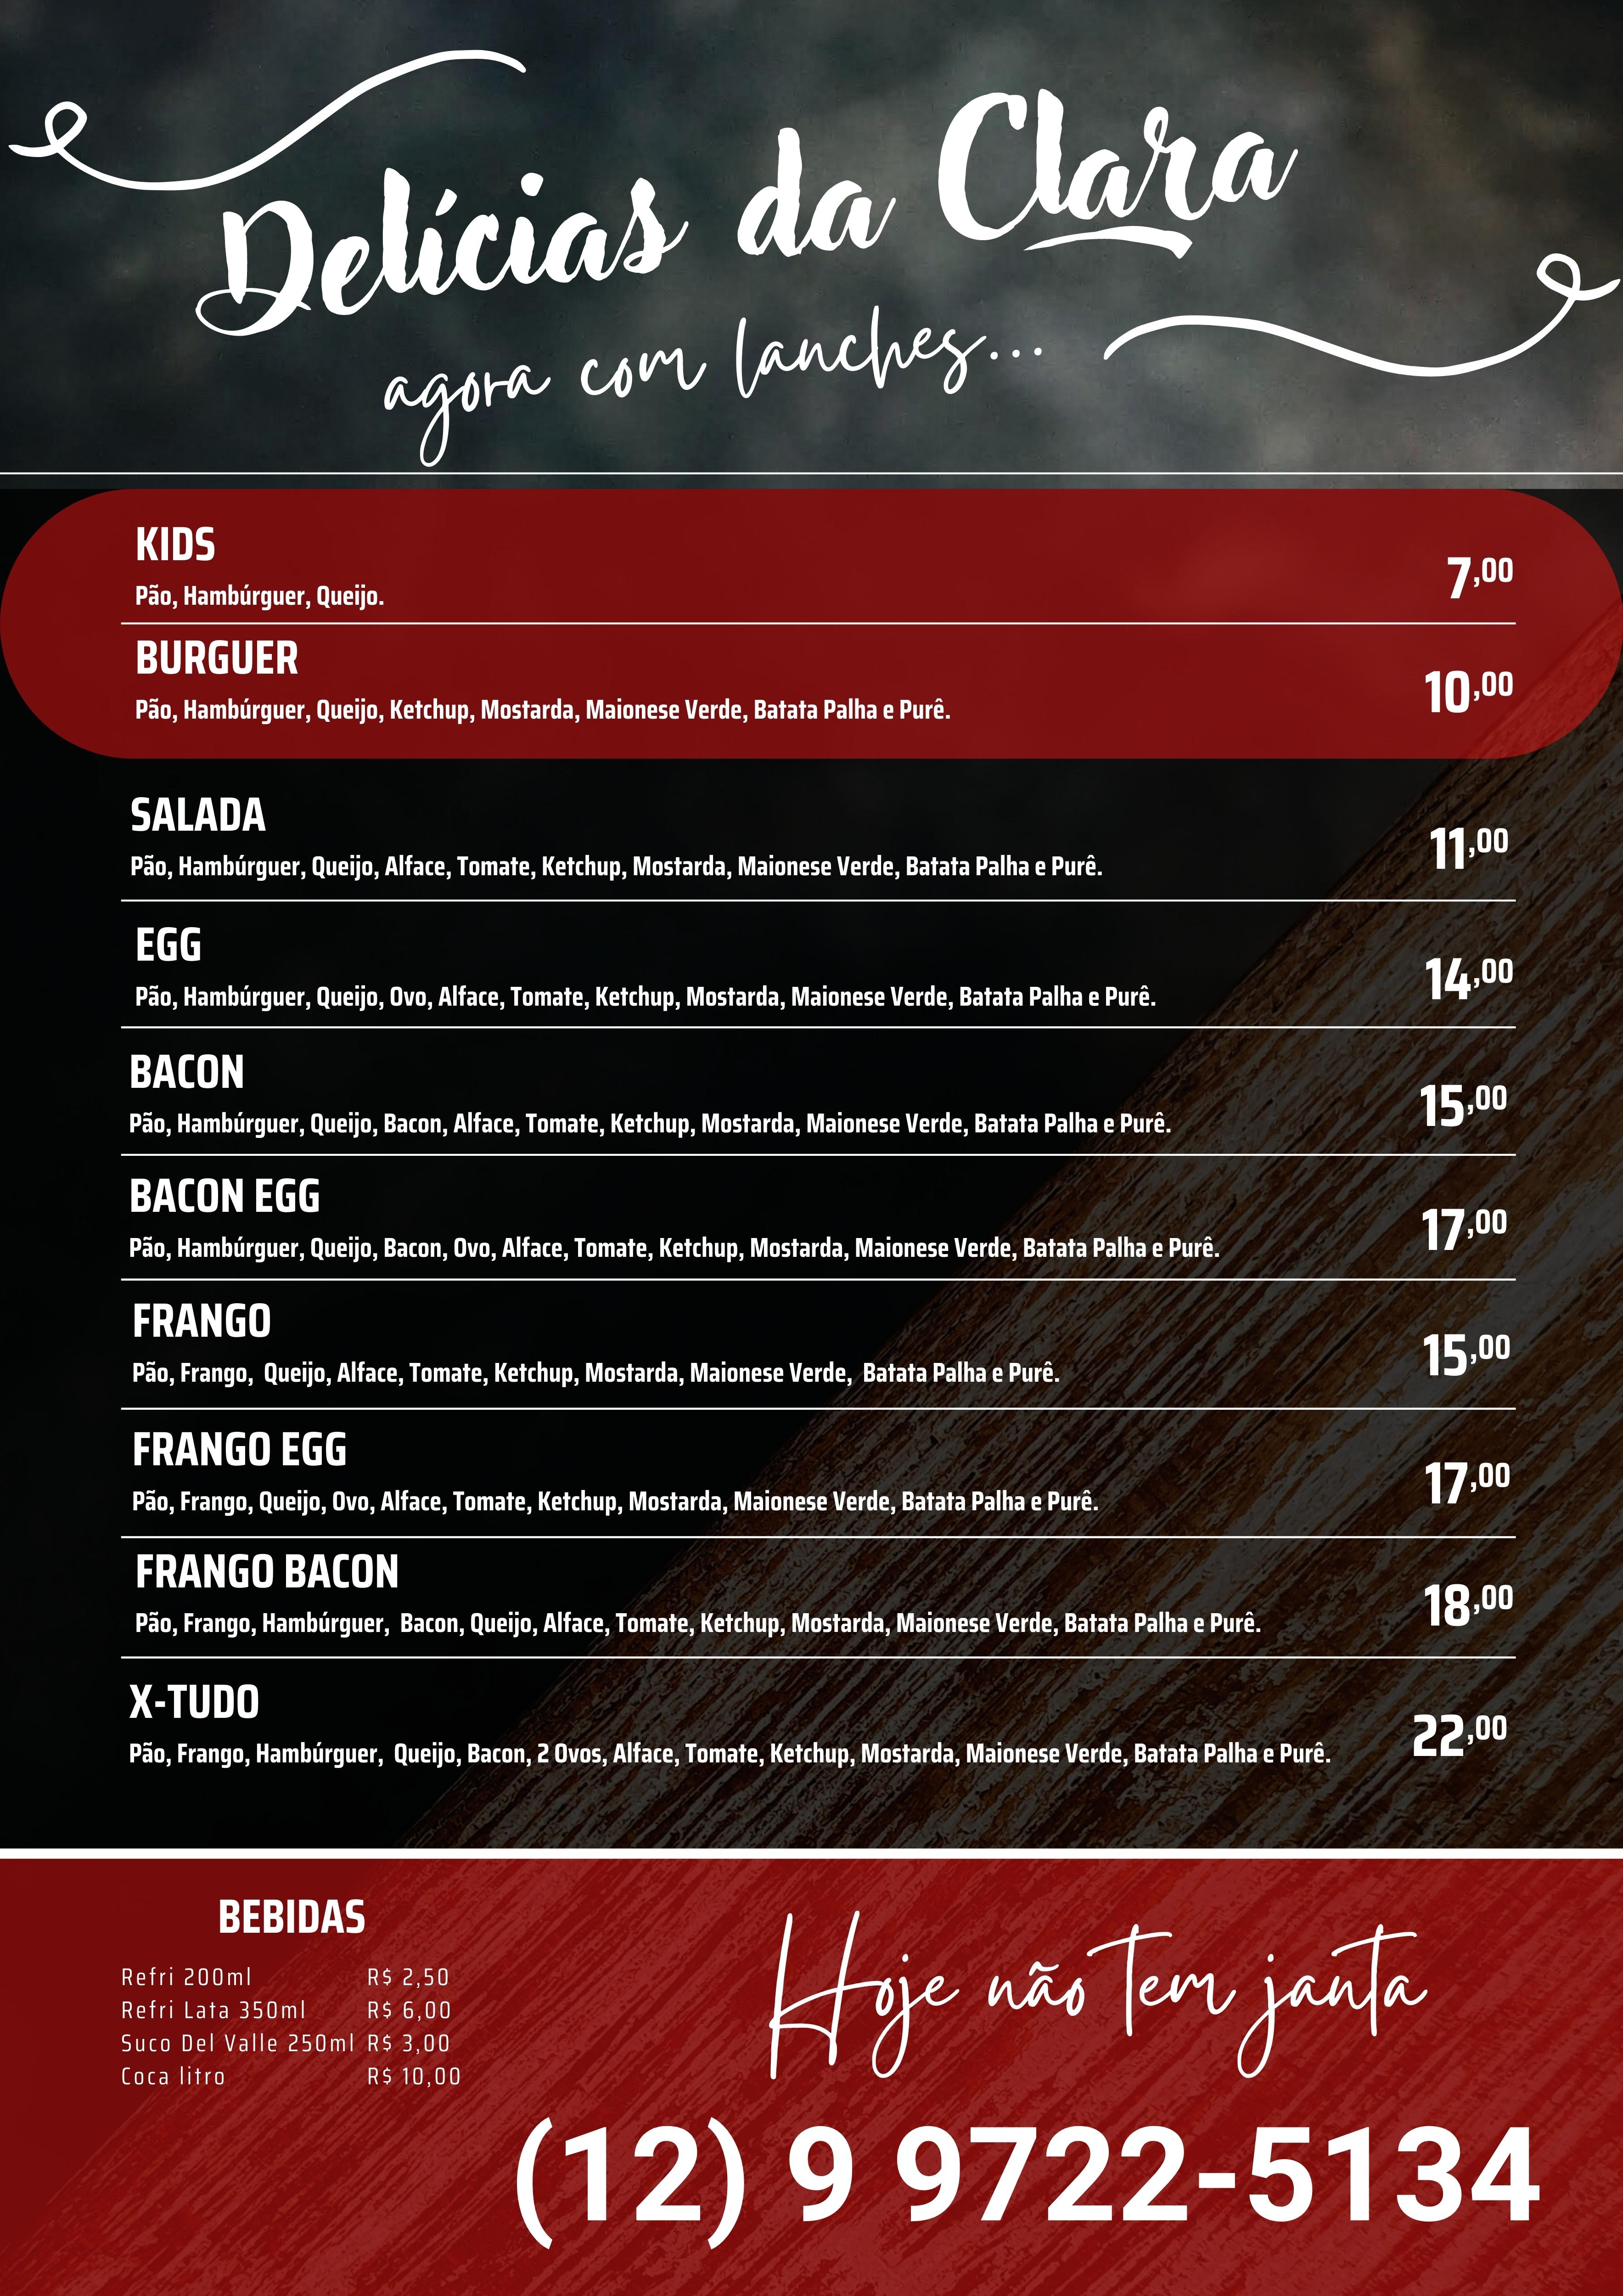 Delícias da Clara
agora com lanches...
KIDS
7,00
Pão, Hambúrguer, Queijo.
BURGUER
10,00
Pão, Hambúrguer, Queijo, Ketchup, Mostarda, Maionese Verde, Batata Palha e Purê.
SALADA
11,00
Pão, Hambúrguer, Queijo, Alface, Tomate, Ketchup, Mostarda, Maionese Verde, Batata Palha e Purê.
EGG
14,00
Pão, Hambúrguer, Queijo, Ovo, Alface, Tomate, Ketchup, Mostarda, Maionese Verde, Batata Palha e Purê.
BACON
15,00
Pão, Hambúrguer, Queijo, Bacon, Alface, Tomate, Ketchup, Mostarda, Maionese Verde, Batata Palha e Purê.
BACON EGG
17,00
Pão, Hambúrguer, Queijo, Bacon, Ovo, Alface, Tomate, Ketchup, Mostarda, Maionese Verde, Batata Palha e Purê.
FRANGO
15,00
Pão, Frango, Queijo, Alface, Tomate, Ketchup, Mostarda, Maionese Verde, Batata Palha e Purê.
FRANGO EGG
17,00
Pão, Frango, Queijo, Ovo, Alface, Tomate, Ketchup, Mostarda, Maionese Verde, Batata Palha e Purê.
FRANGO BACON
18,00
Pão, Frango, Hambúrguer, Bacon, Queijo, Alface, Tomate, Ketchup, Mostarda, Maionese Verde, Batata Palha e Purê.
X-TUDO
22,00
Pão, Frango, Hambúrguer, Queijo, Bacon, 2 Ovos, Alface, Tomate, Ketchup, Mostarda, Maionese Verde, Batata Palha e Purê.
BEBIDAS
Refri 200ml R$ 2,50
Refri Lata 350ml R$ 6,00
Suco Del Valle 250ml R$ 3,00
Coca litro R$ 10,00
Hoje não tem janta
(12) 9 9722-5134